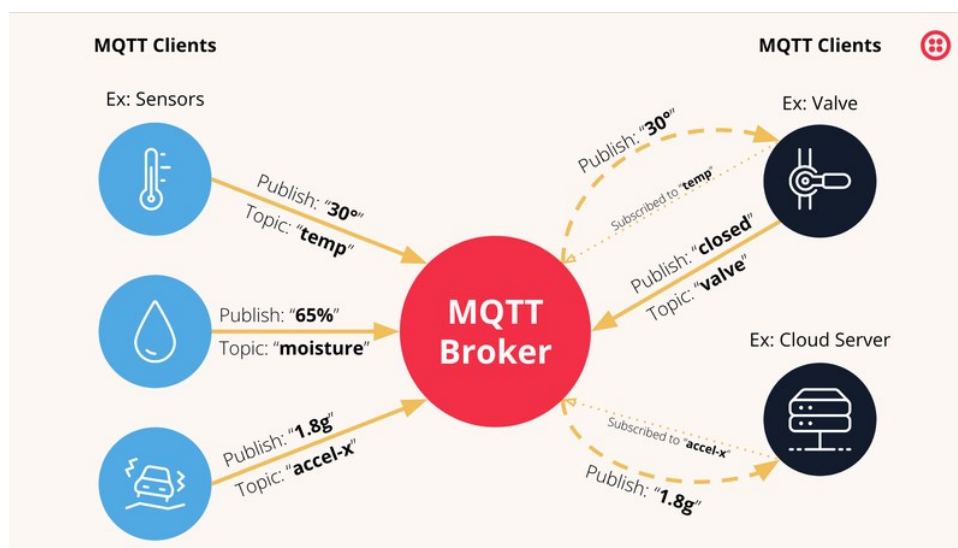 MQTT Clients
MQTT Clients
Ex: Sensors
Ex: Valve
Publish: “30°”
Topic: “temp”
Publish: “30°”
Subscribed to “temp”
Publish: “closed”
Topic: “valve”
Publish: “65%”
Topic: “moisture”
MQTT
Broker
Ex: Cloud Server
Publish: “1.8g”
Topic: “accel-x”
Subscribed to “accel-x”
Publish: “1.8g”